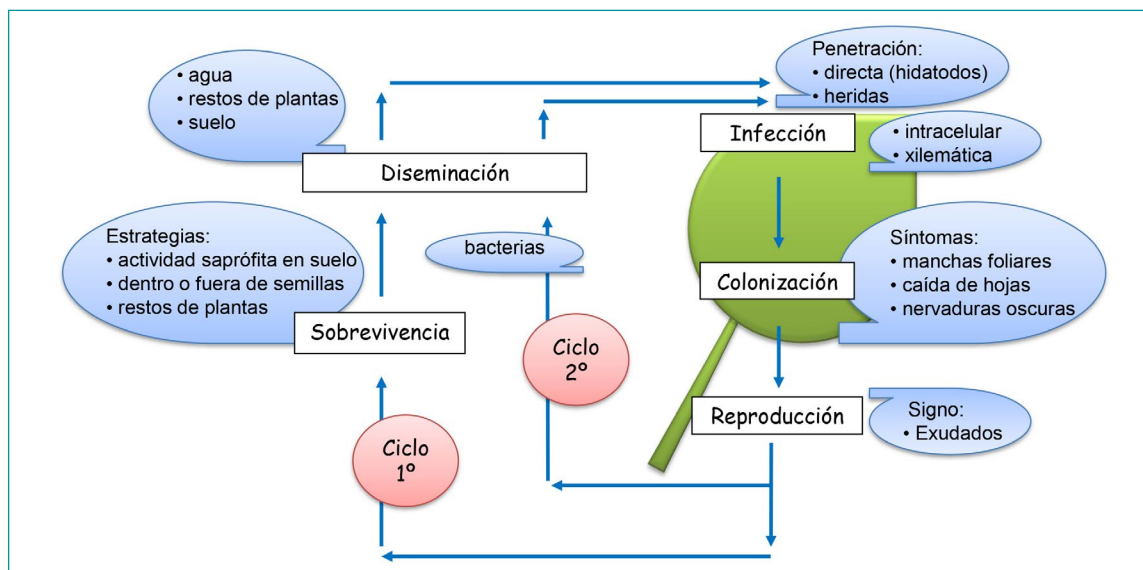 • agua
• restos de plantas
• suelo
Penetración:
• directa (hidatodos)
• heridas
Infección
• intracelular
• xilemática
Diseminación
Estrategias:
• actividad saprófita en suelo
• dentro o fuera de semillas
• restos de plantas
bacterias
Síntomas:
• manchas foliares
• caída de hojas
• nervaduras oscuras
Colonización
Sobrevivencia
Ciclo
2º
Reproducción
Signo:
• Exudados
Ciclo
1º